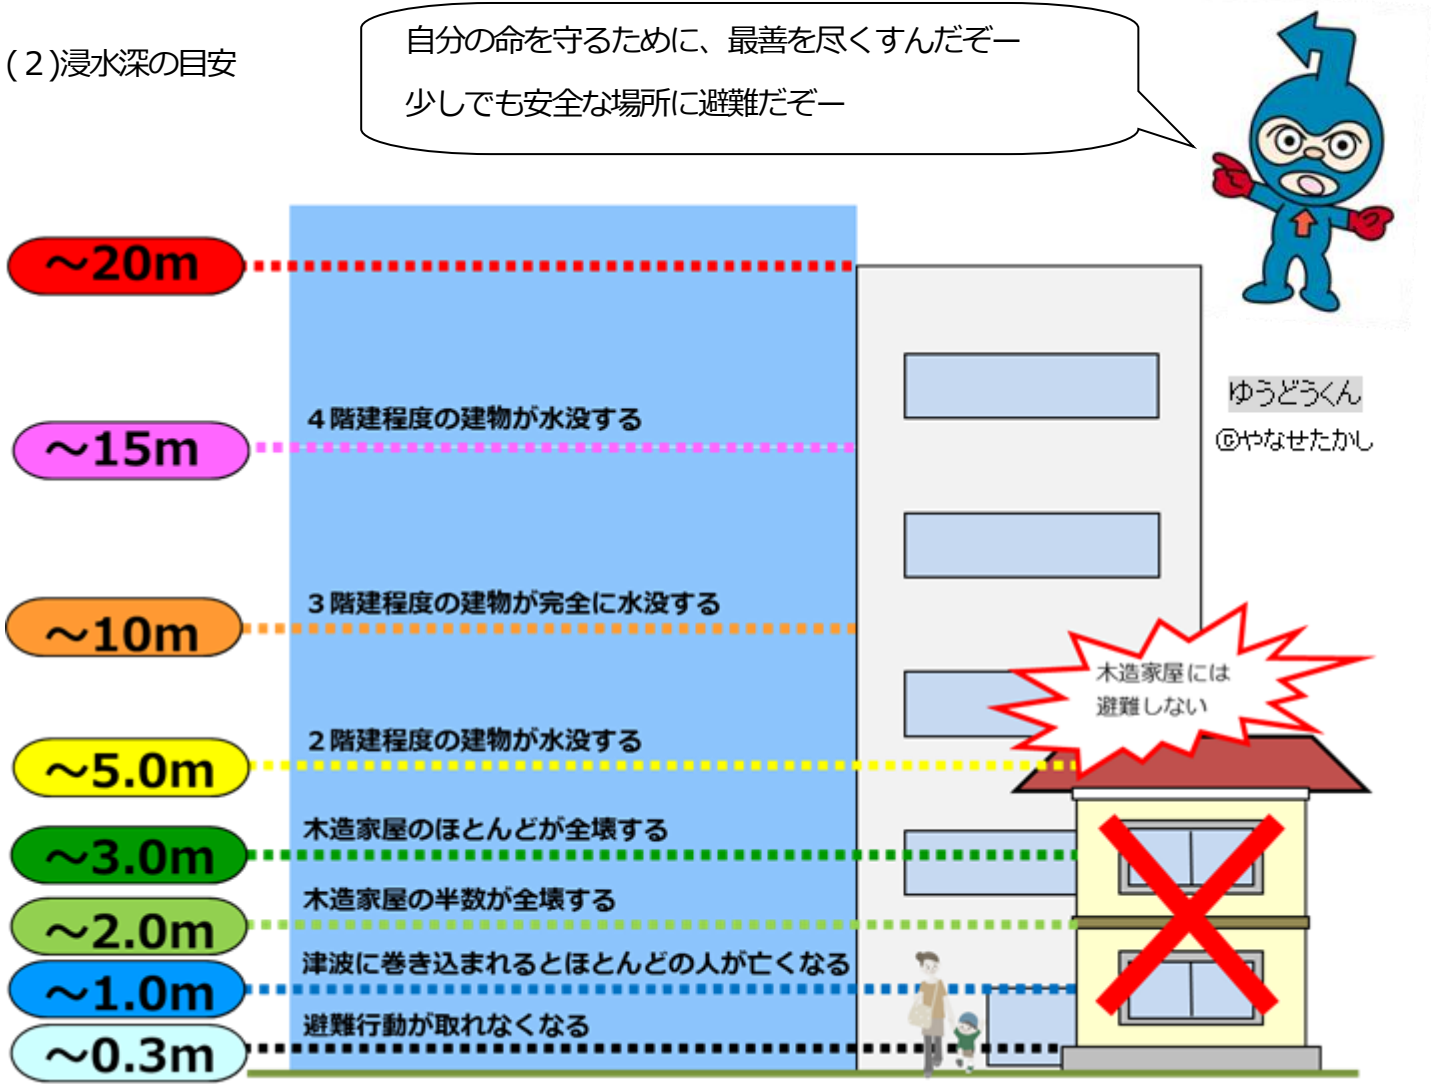 (２)浸水深の目安
自分の命を守るために、最善を尽くすんだぞー
少しでも安全な場所に避難だぞー
ゆうどうくん
©やなせたかし
～20m
４階建程度の建物が水没する
～15m
３階建程度の建物が完全に水没する
～10m
木造家屋には
避難しない
２階建程度の建物が水没する
～5.0m
木造家屋のほとんどが全壊する
～3.0m
木造家屋の半数が全壊する
～2.0m
津波に巻き込まれるとほとんどの人が亡くなる
～1.0m
避難行動が取れなくなる
～0.3m